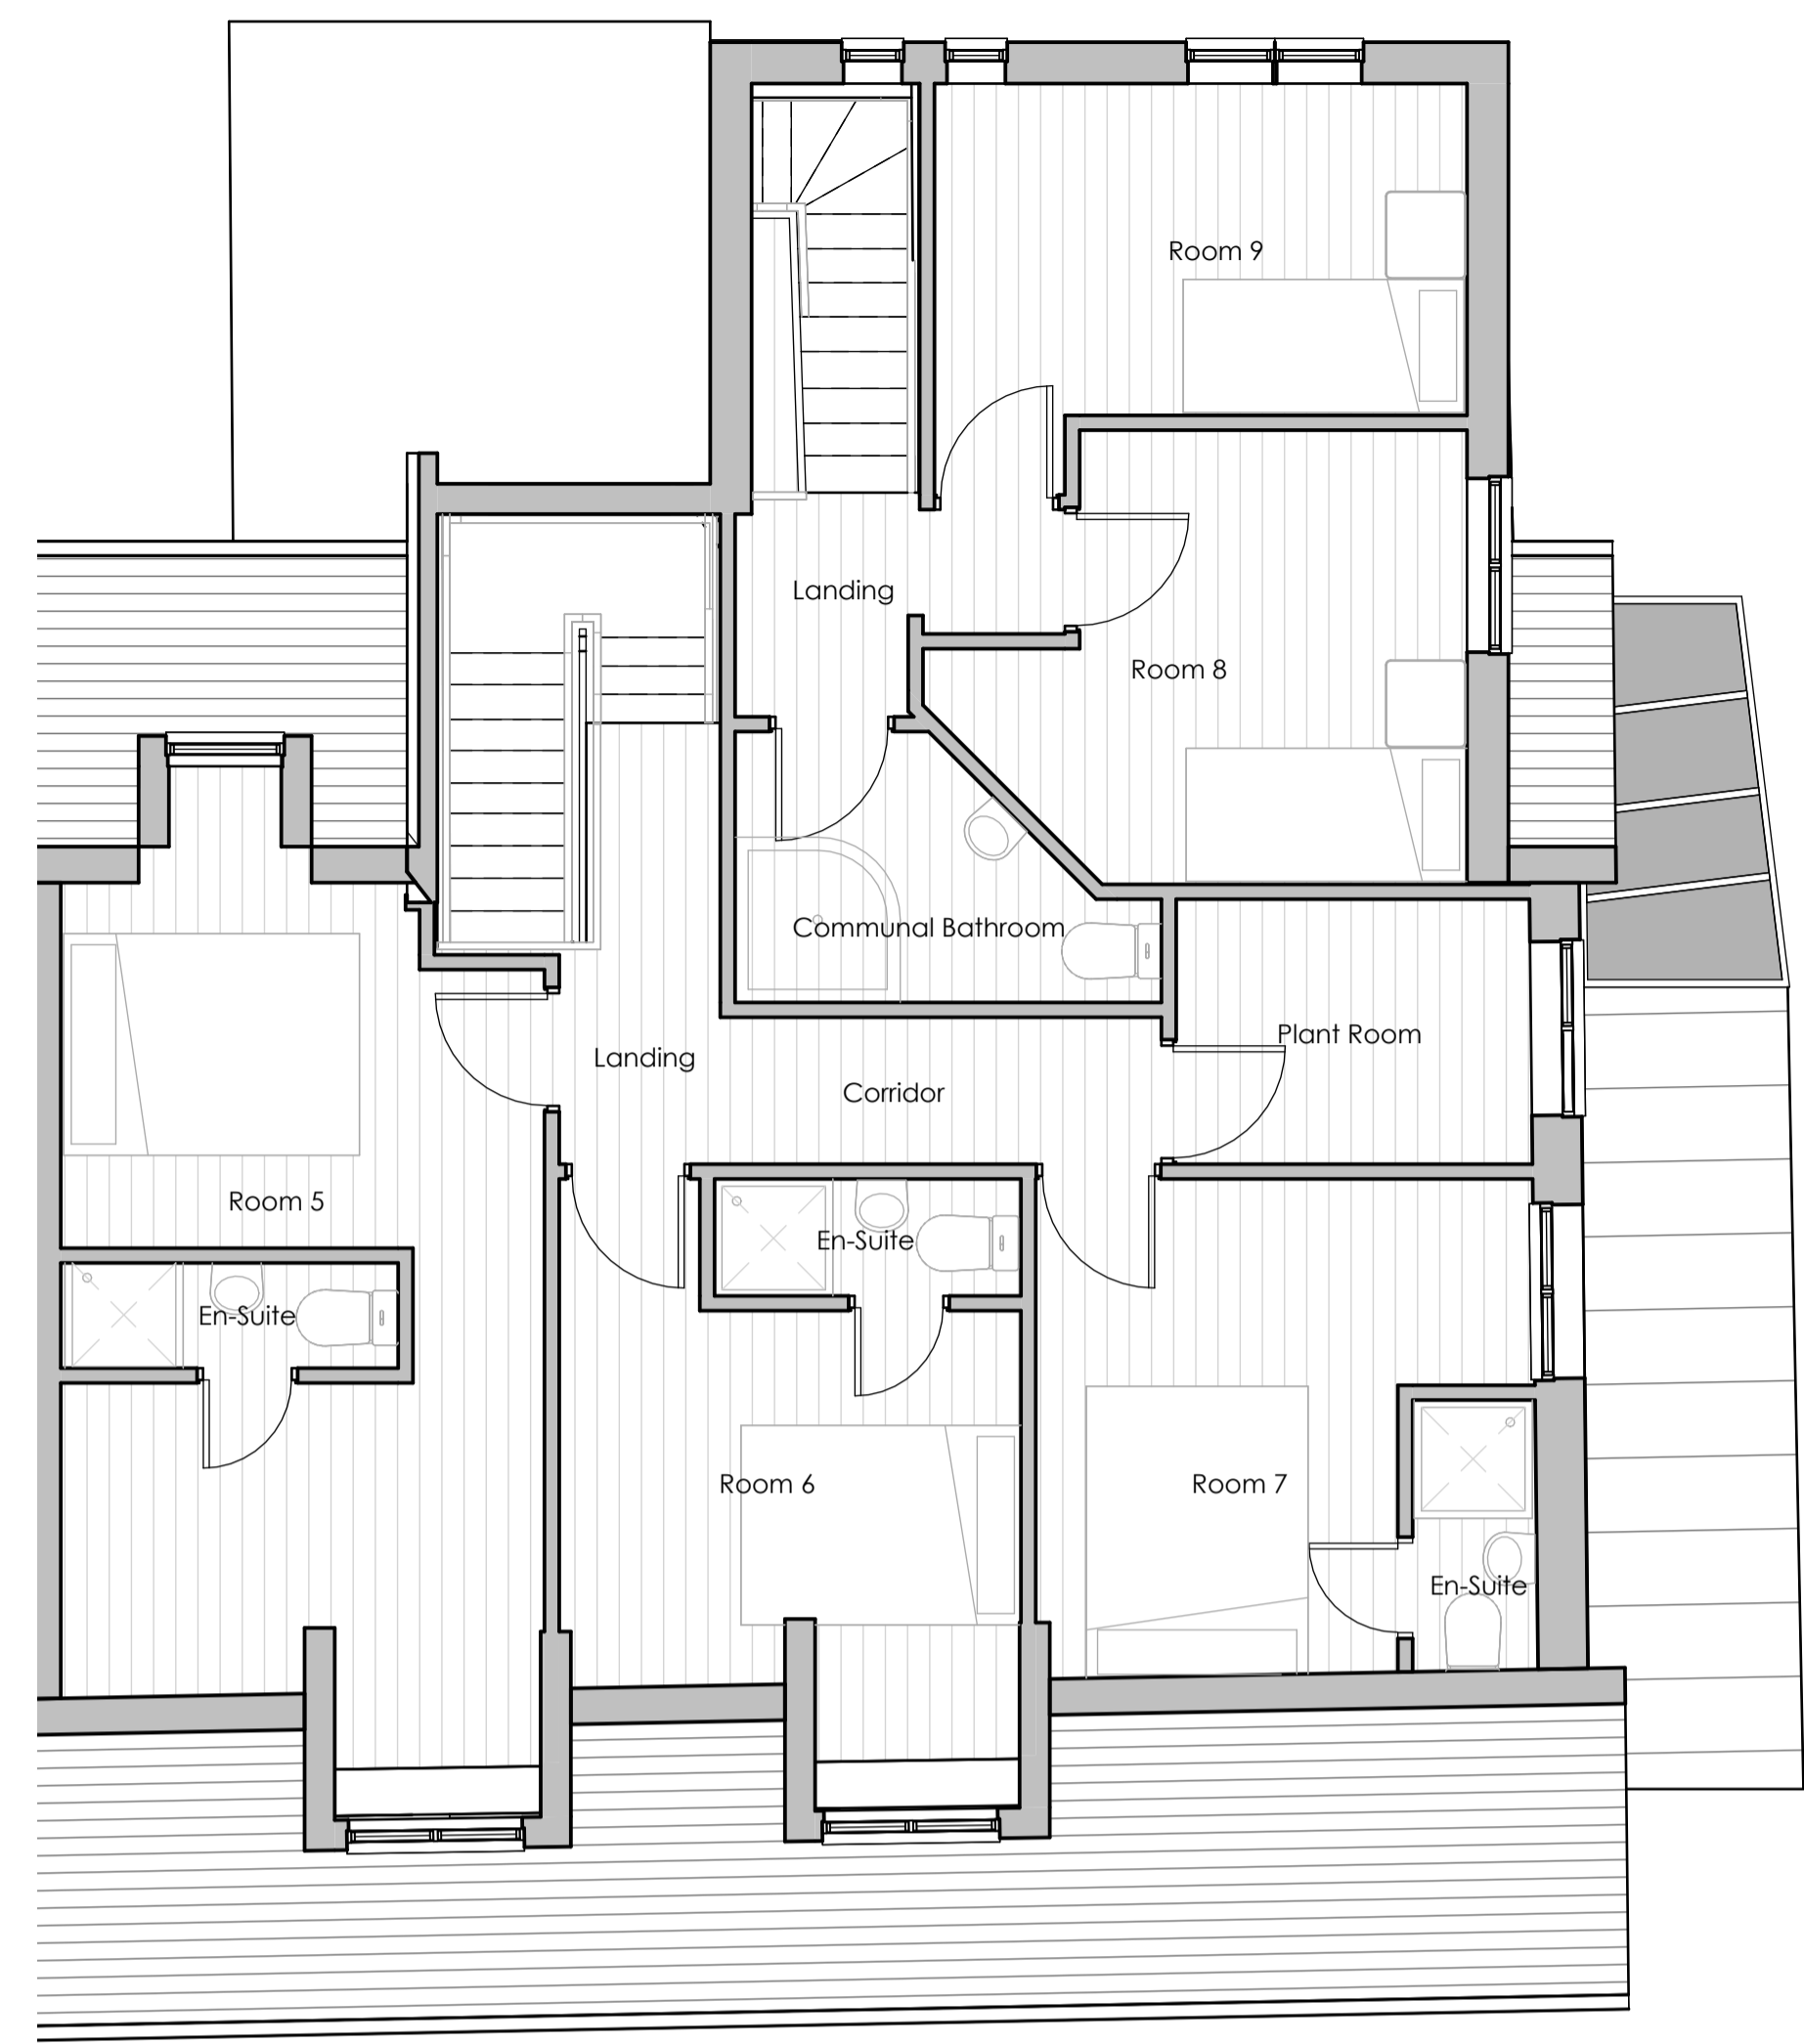 Room 9
Landing
Room 8
Communal Bathroom
Plant Room
Landing
Corridor
Room 5
En-Suite
En-Suite
Room 6
Room 7
En-Suite